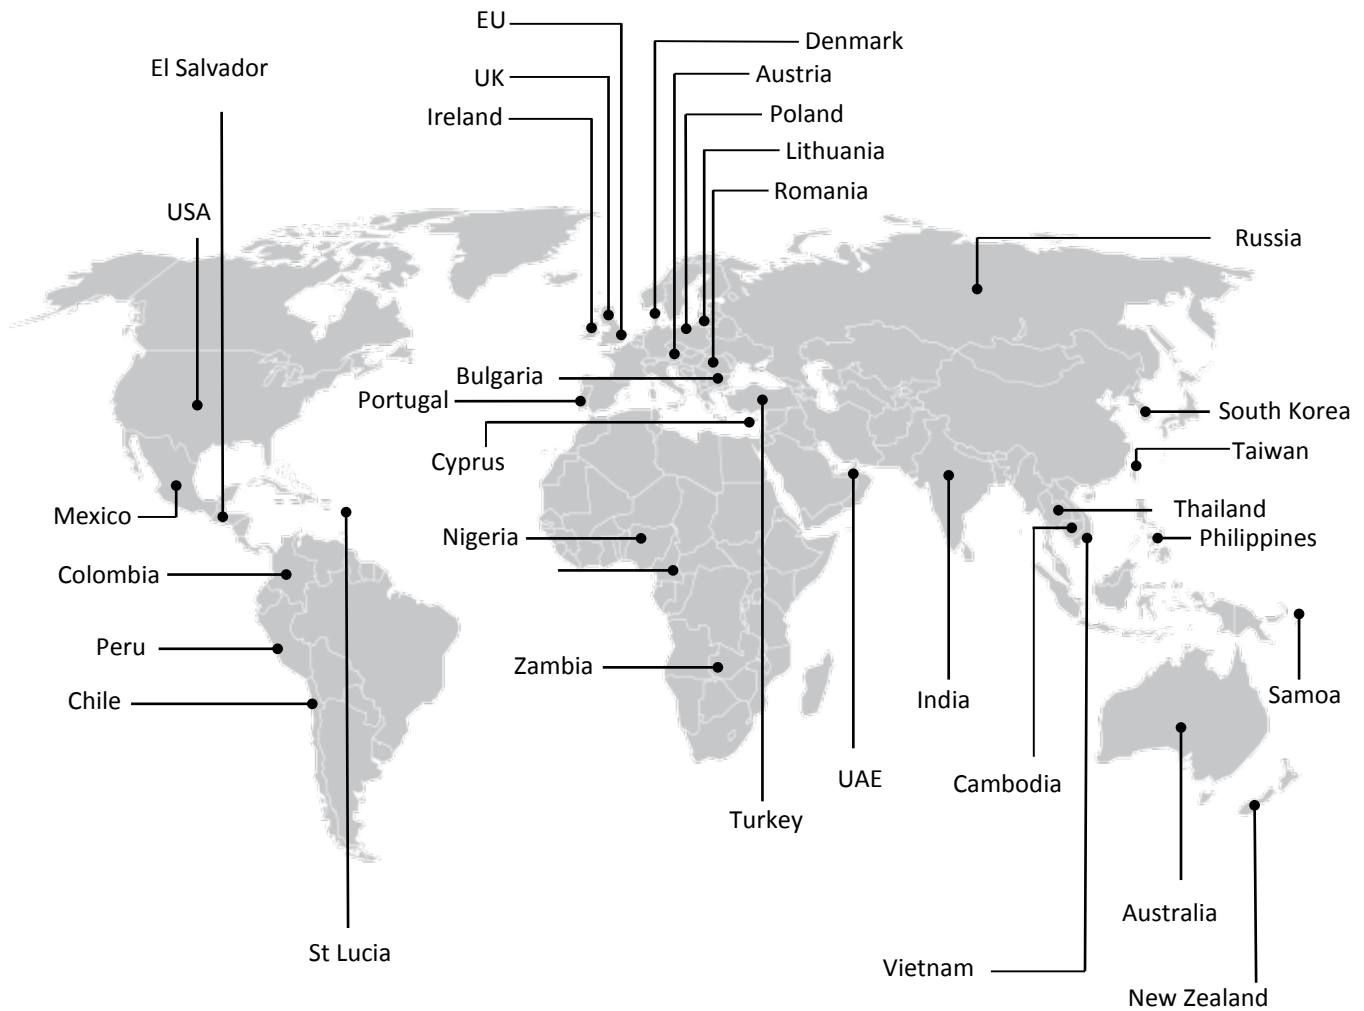 EU
Denmark
El Salvador
UK
Austria
Ireland
Poland
Lithuania
Romania
USA
Russia
Bulgaria
Portugal
South Korea
Cyprus
Taiwan
Mexico
Thailand
Nigeria
Philippines
Colombia
Peru
Zambia
Chile
India
Samoa
UAE
Cambodia
Turkey
Australia
St Lucia
Vietnam
New Zealand